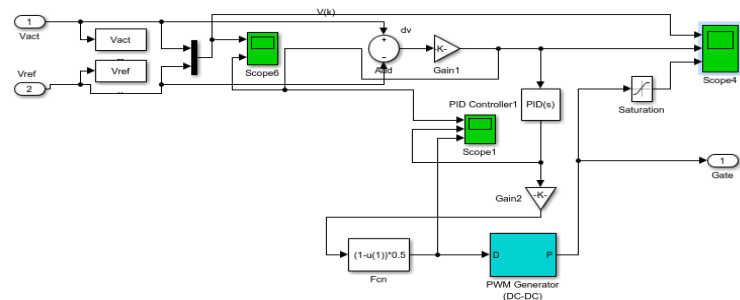 V(k)
1
Vact
Vact
Vref
2
Vref
Scope6
+
-
Add
dv
-K-
Gain1
PID Controller1
PID(s)
Scope1
Saturation
Scope4
1
Gate
Gain2
-K-
(1-u(1))*0.5
Fcn
D
P
PWM Generator
(DC-DC)